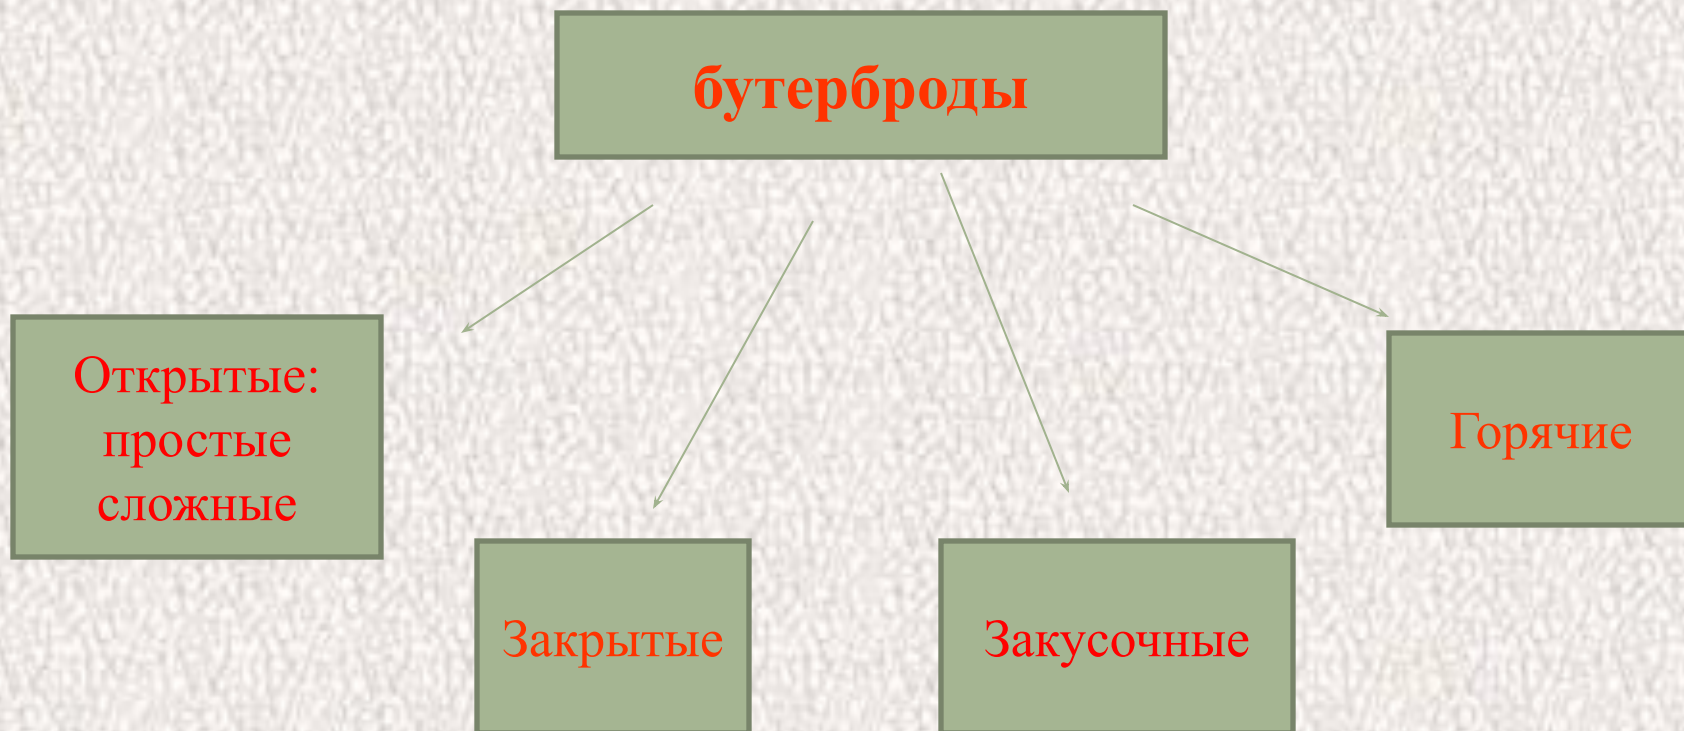 бутерброды
Открытые:
простые
сложные
Горячие
Закрытые
Закусочные